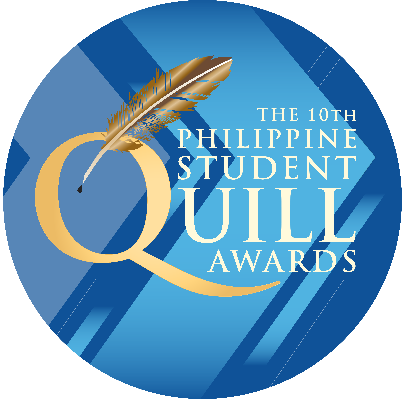 THE 10TH
PHILIPPINE
STUDENT
QUILL
AWARDS